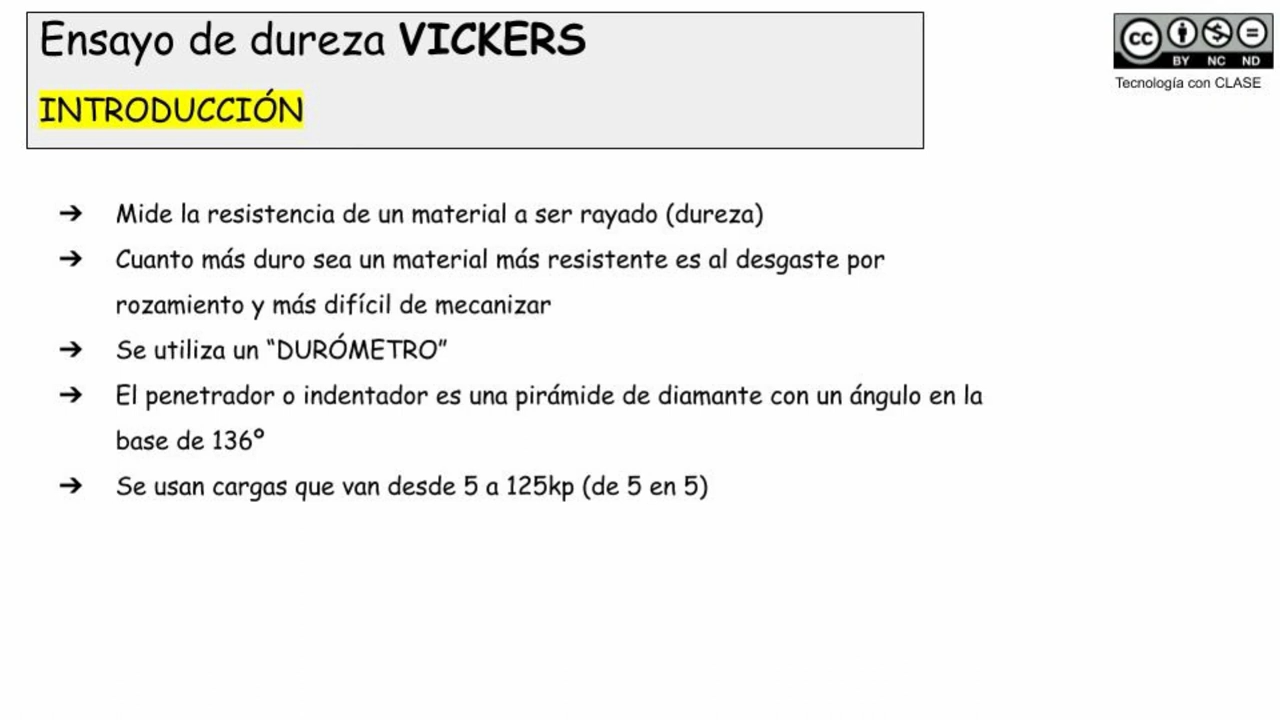 Ensayo de dureza VICKERS
INTRODUCCIÓN
CC BY NC ND
Tecnología con CLASE
➔ Mide la resistencia de un material a ser rayado (dureza)
➔ Cuanto más duro sea un material más resistente es al desgaste por
rozamiento y más difícil de mecanizar
➔ Se utiliza un “DURÓMETRO”
➔ El penetrador o indentador es una pirámide de diamante con un ángulo en la
base de 136º
➔ Se usan cargas que van desde 5 a 125kp (de 5 en 5)